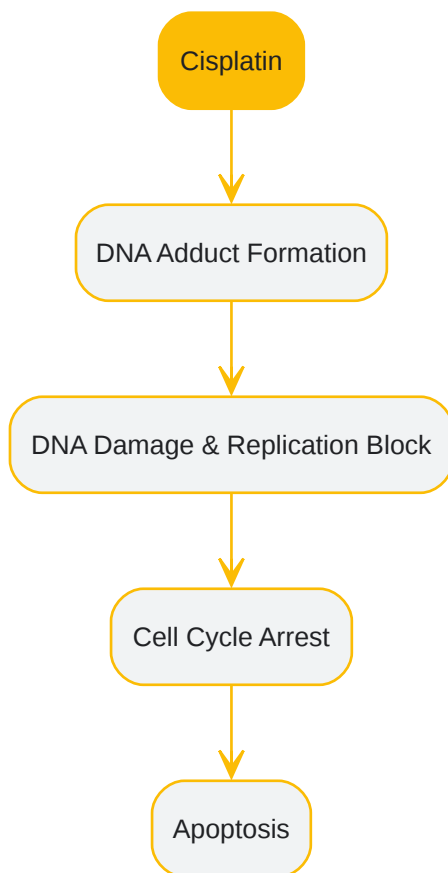 Cisplatin
DNA Adduct Formation
DNA Damage & Replication Block
Cell Cycle Arrest
Apoptosis